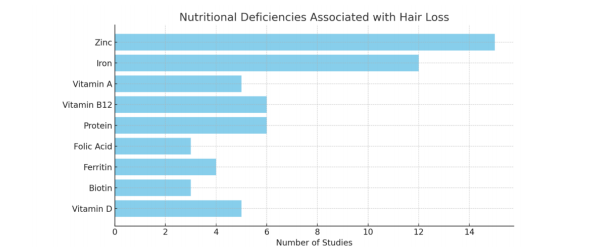 Nutritional Deficiencies Associated with Hair Loss
Zinc
Iron
Vitamin A
Vitamin B12
Protein
Folic Acid
Ferritin
Biotin
Vitamin D
0 2 4 6 8 10 12 14
Number of Studies